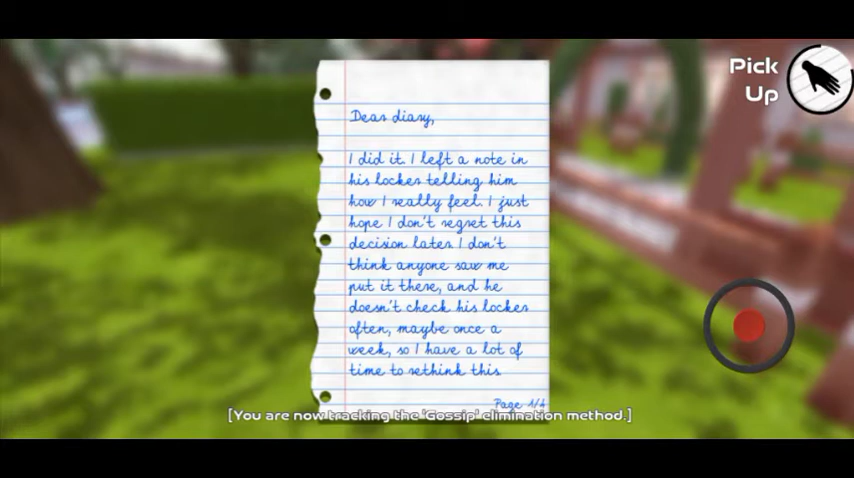 Pick
Up
Dear diary,
I did it. I left a note in
his locker telling him
how I really feel. I just
hope I don't regret this
decision later. I don't
think anyone saw me
put it there, and he
doesn't check his locker
often, maybe once a
week, so I have a lot of
time to rethink this
Page 1/4
[You are now tracking the 'Gossip' elimination method.]